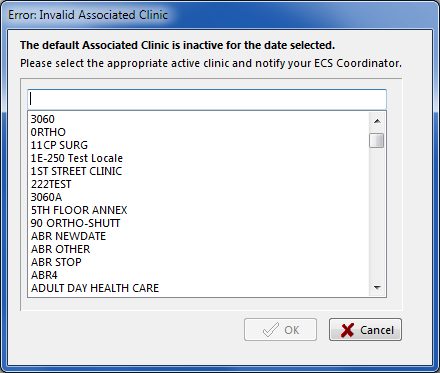 Error: Invalid Associated Clinic
The default Associated Clinic is inactive for the date selected.
Please select the appropriate active clinic and notify your ECS Coordinator.
3060
0RTHO
11CP SURG
1E-250 Test Locale
1ST STREET CLINIC
222TEST
3060A
5TH FLOOR ANNEX
90 ORTHO-SHUTT
ABR NEWDATE
ABR OTHER
ABR STOP
ABR4
ADULT DAY HEALTH CARE
OK Cancel